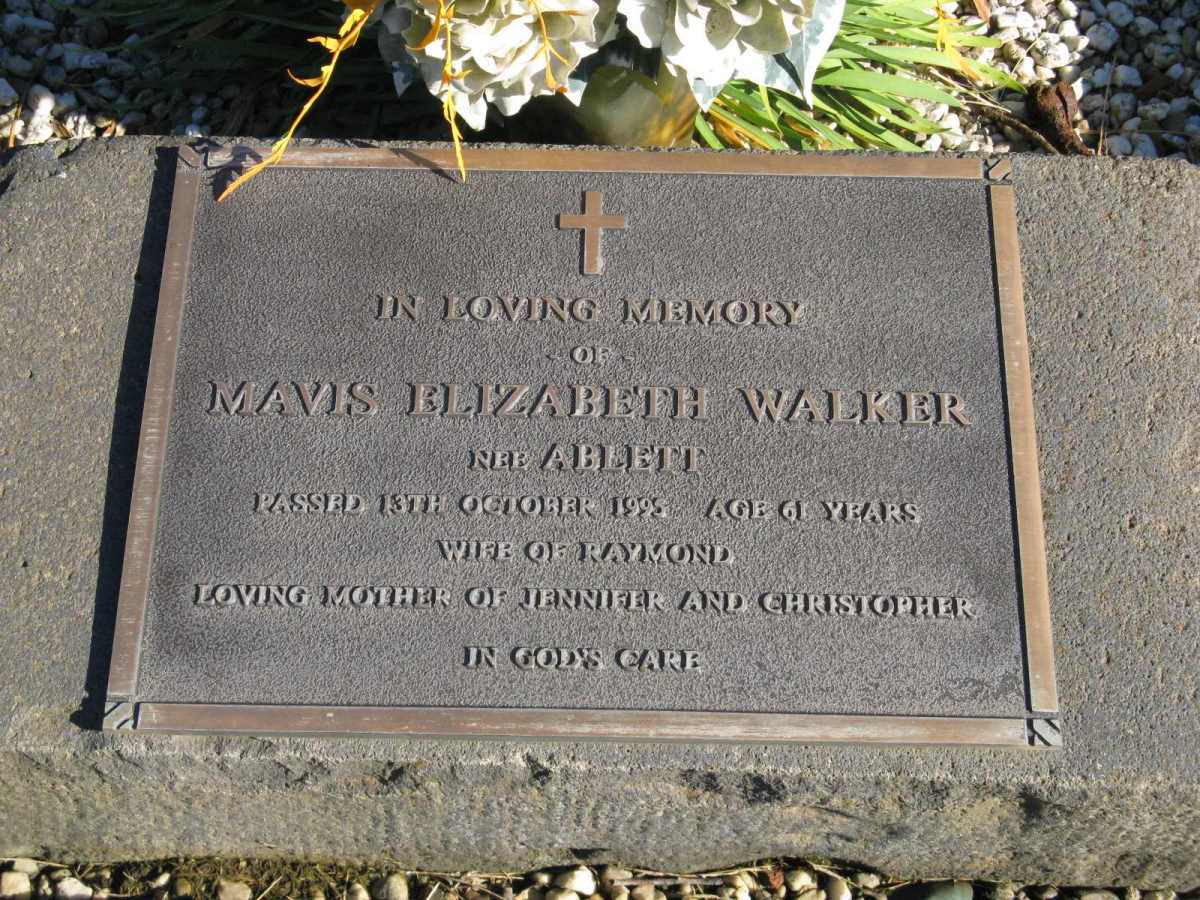 IN LOVING MEMORY
- OF -
MAVIS ELIZABETH WALKER
NEE ABLETT
PASSED 13TH OCTOBER 1995 AGE 61 YEARS
WIFE OF RAYMOND
LOVING MOTHER OF JENNIFER AND CHRISTOPHER
IN GOD'S CARE